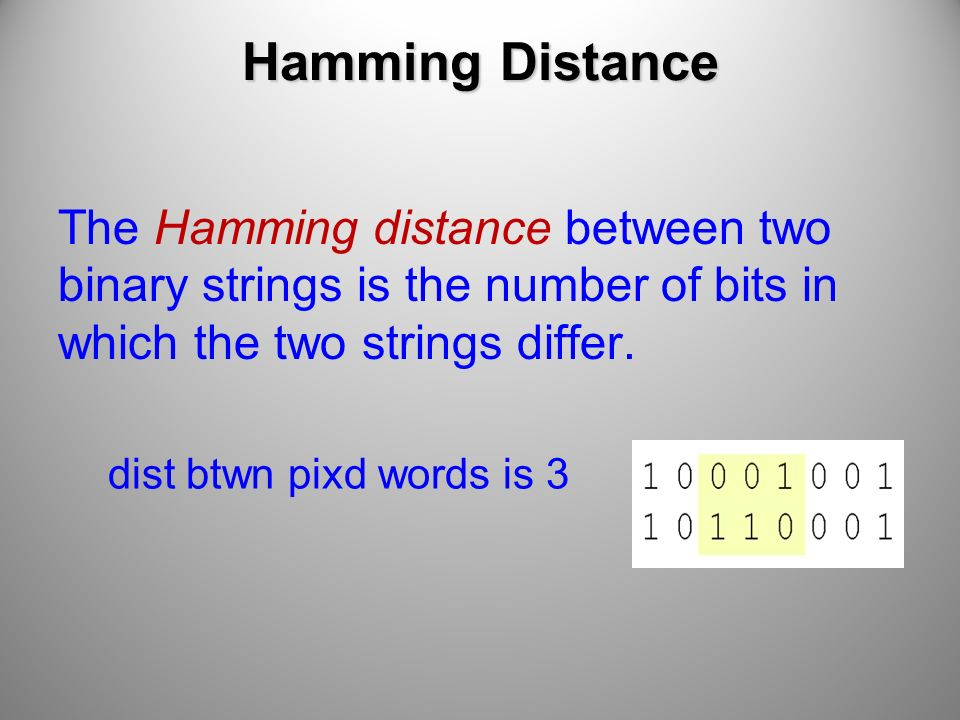 Hamming Distance
The Hamming distance between two
binary strings is the number of bits in
which the two strings differ.
dist btwn pixd words is 3
1 0 0 0 1 0 0 1
1 0 1 1 0 0 0 1